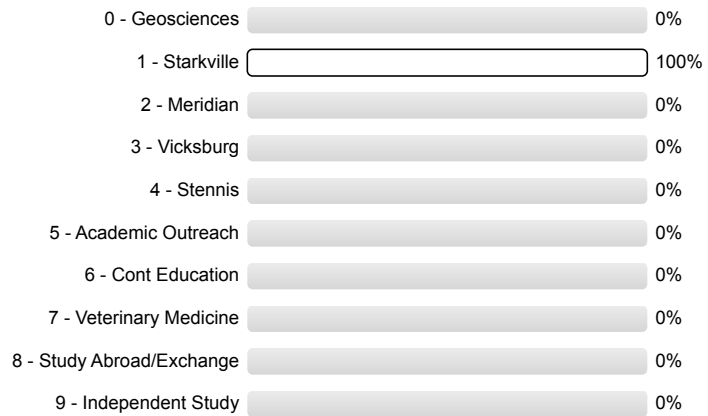 0 - Geosciences 0%
1 - Starkville 100%
2 - Meridian 0%
3 - Vicksburg 0%
4 - Stennis 0%
5 - Academic Outreach 0%
6 - Cont Education 0%
7 - Veterinary Medicine 0%
8 - Study Abroad/Exchange 0%
9 - Independent Study 0%